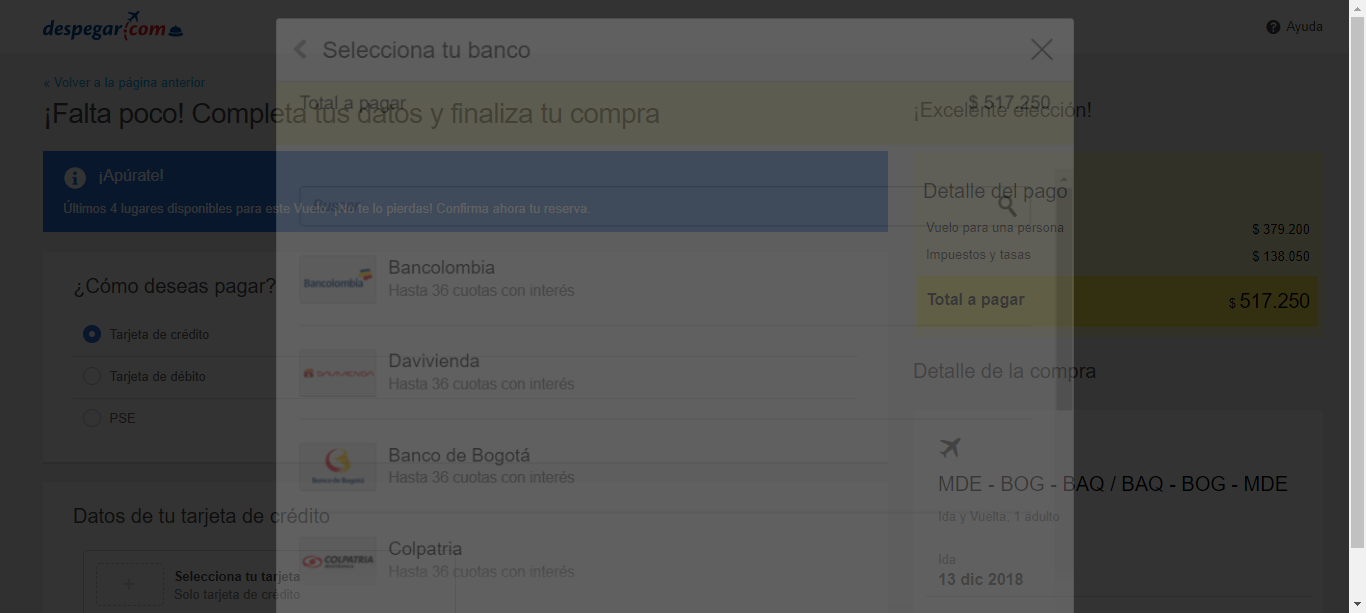 despegar.com
Ayuda
« Volver a la página anterior
¡Falta poco! Completa tus datos y finaliza tu compra
¡Apúrate!
Últimos 4 lugares disponibles para este Vuelo. ¡No te lo pierdas! Confirma ahora tu reserva.
¿Cómo deseas pagar?
Tarjeta de crédito
Tarjeta de débito
PSE
Datos de tu tarjeta de crédito
Selecciona tu tarjeta
Solo tarjeta de crédito
Selecciona tu banco
Total a pagar
$ 517.250
Buscar
Bancolombia
Bancolombia
Hasta 36 cuotas con interés
DAVIVIENDA
Davivienda
Hasta 36 cuotas con interés
Banco de Bogotá
Banco de Bogotá
Hasta 36 cuotas con interés
COLPATRIA
Colpatria
Hasta 36 cuotas con interés
¡Excelente elección!
Detalle del pago
Vuelo para una persona
$ 379.200
Impuestos y tasas
$ 138.050
Total a pagar
$ 517.250
Detalle de la compra
MDE - BOG - BAQ / BAQ - BOG - MDE
Ida y Vuelta, 1 adulto
Ida
13 dic 2018